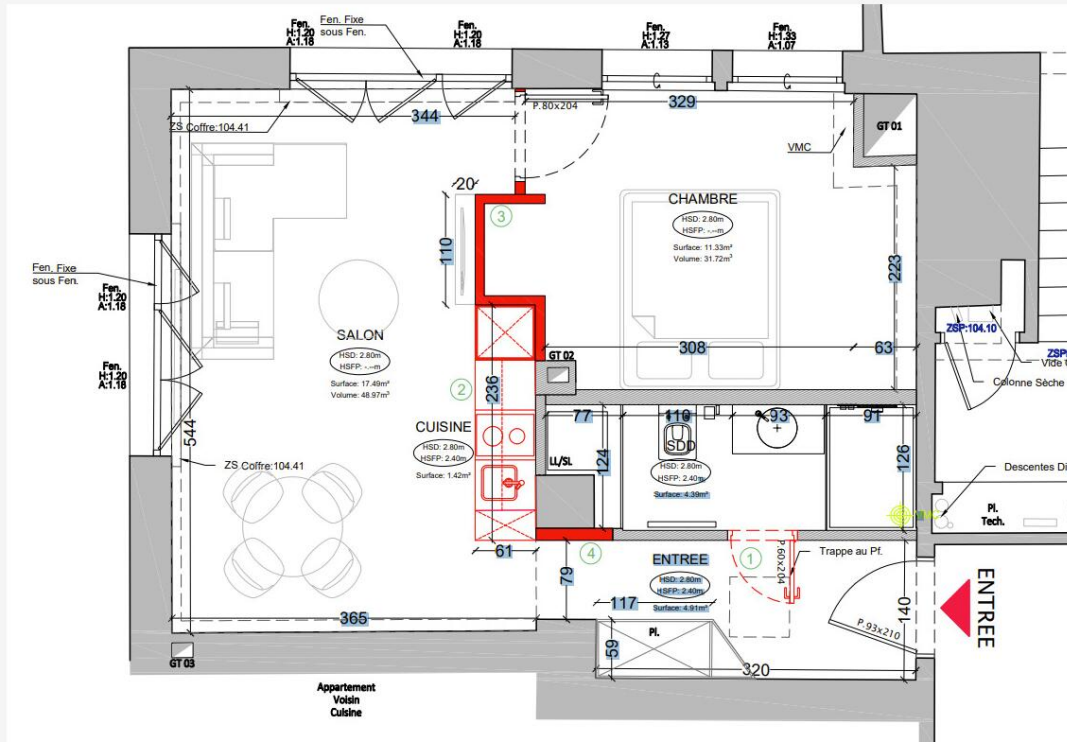 Fen.
H:1.20
A:1.18
Fen. Fixe
sous Fen.
Fen.
H:1.20
A:1.18
Fen.
H:1.27
A:1.13
Fen.
H:1.33
A:1.07
ZS Coffre:104.41
344
P.80x204
329
VMC
GT 01
20
3
110
CHAMBRE
HSD: 2.80m
HSFP: -.--m
Surface: 11.33m²
Volume: 31.72m³
223
Fen. Fixe
sous Fen.
Fen.
H:1.20
A:1.18
Fen.
H:1.20
A:1.18
SALON
HSD: 2.80m
HSFP: -.--m
Surface: 17.49m²
Volume: 48.97m³
308
63
GT 02
ZSP:104.10
Colonne Sèche
544
2
236
CUISINE
HSD: 2.80m
HSFP: 2.40m
Surface: 1.42m²
77
110
93
91
SDD
HSD: 2.80m
HSFP: 2.40m
Surface: 4.39m²
LL/SL
124
126
ZS Coffre:104.41
Pl.
Tech.
61
4
79
ENTREE
HSD: 2.80m
HSFP: 2.40m
Surface: 4.91m²
1
P.60x204
Trappe au Pf.
140
ENTREE
365
117
Pl.
59
P.93x210
320
GT 03
Appartement
Voisin
Cuisine